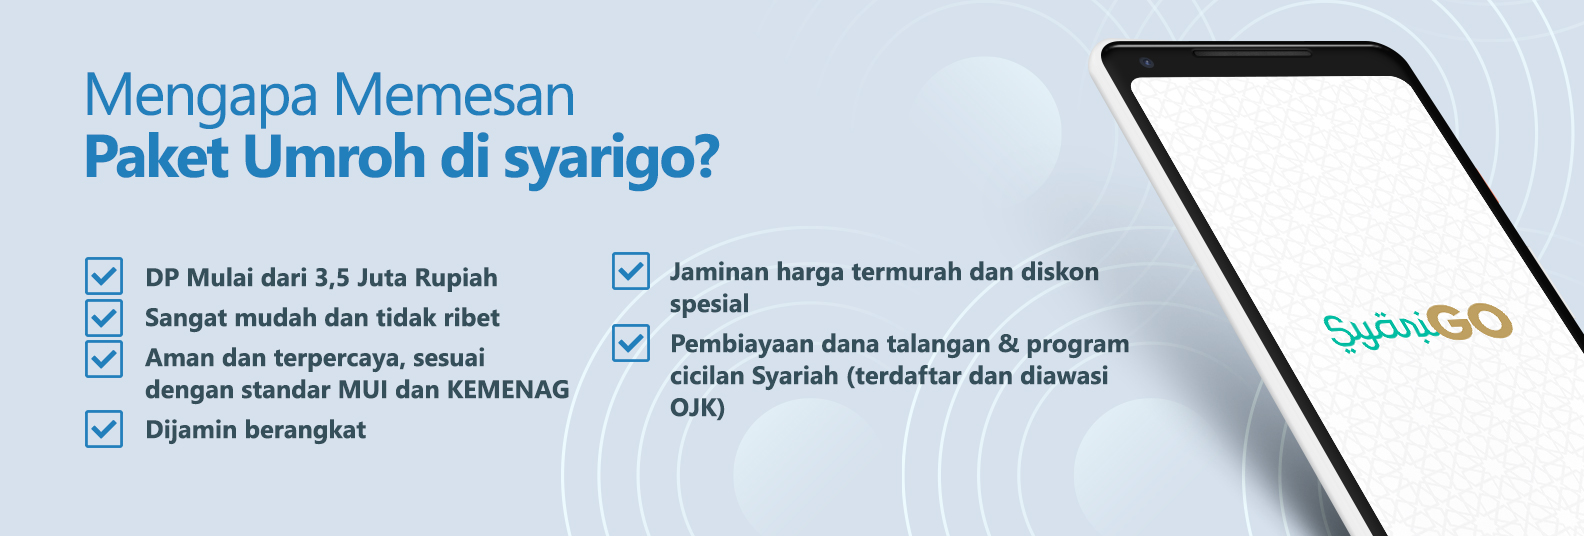 Mengapa Memesan
Paket Umroh di syarigo?
DP Mulai dari 3,5 Juta Rupiah
Sangat mudah dan tidak ribet
Aman dan terpercaya, sesuai
dengan standar MUI dan KEMENAG
Dijamin berangkat
Jaminan harga termurah dan diskon
spesial
Pembiayaan dana talangan & program
cicilan Syariah (terdaftar dan diawasi
OJK)
SyariGO